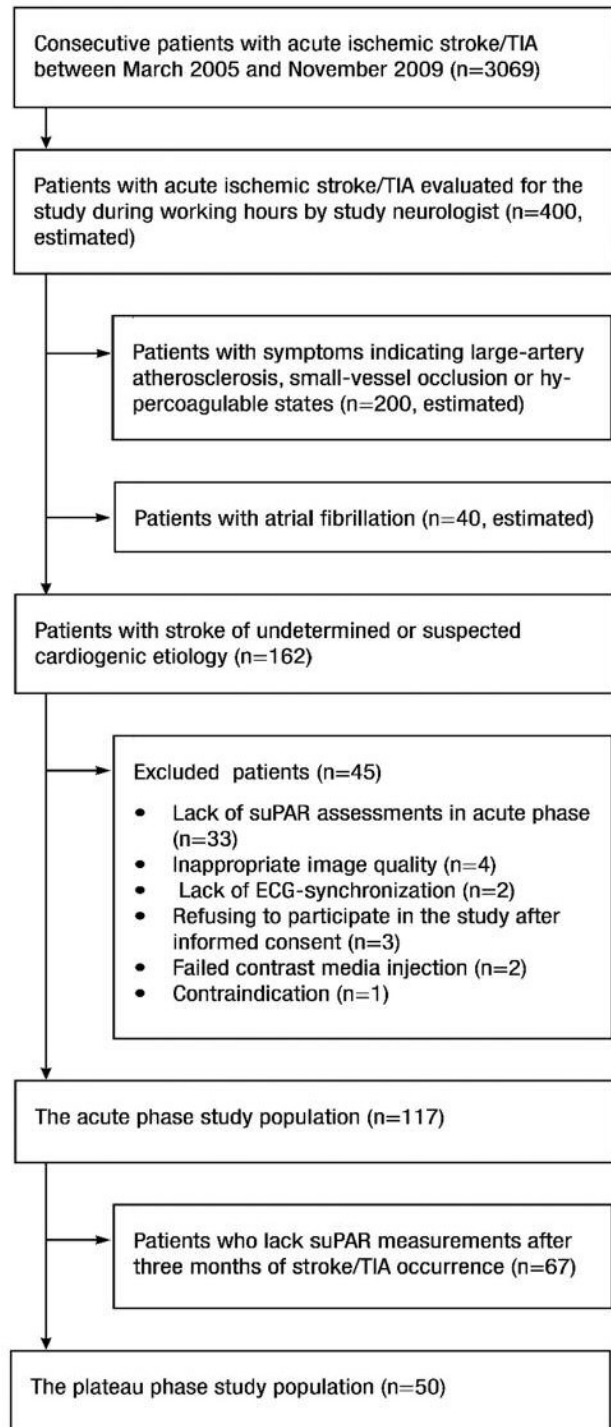 Consecutive patients with acute ischemic stroke/TIA
between March 2005 and November 2009 (n=3069)
Patients with acute ischemic stroke/TIA evaluated for the
study during working hours by study neurologist (n=400,
estimated)
Patients with symptoms indicating large-artery
atherosclerosis, small-vessel occlusion or hy-
percoagulable states (n=200, estimated)
Patients with atrial fibrillation (n=40, estimated)
Patients with stroke of undetermined or suspected
cardiogenic etiology (n=162)
Excluded patients (n=45)
• Lack of suPAR assessments in acute phase
(n=33)
• Inappropriate image quality (n=4)
• Lack of ECG-synchronization (n=2)
• Refusing to participate in the study after
informed consent (n=3)
• Failed contrast media injection (n=2)
• Contraindication (n=1)
The acute phase study population (n=117)
Patients who lack suPAR measurements after
three months of stroke/TIA occurrence (n=67)
The plateau phase study population (n=50)